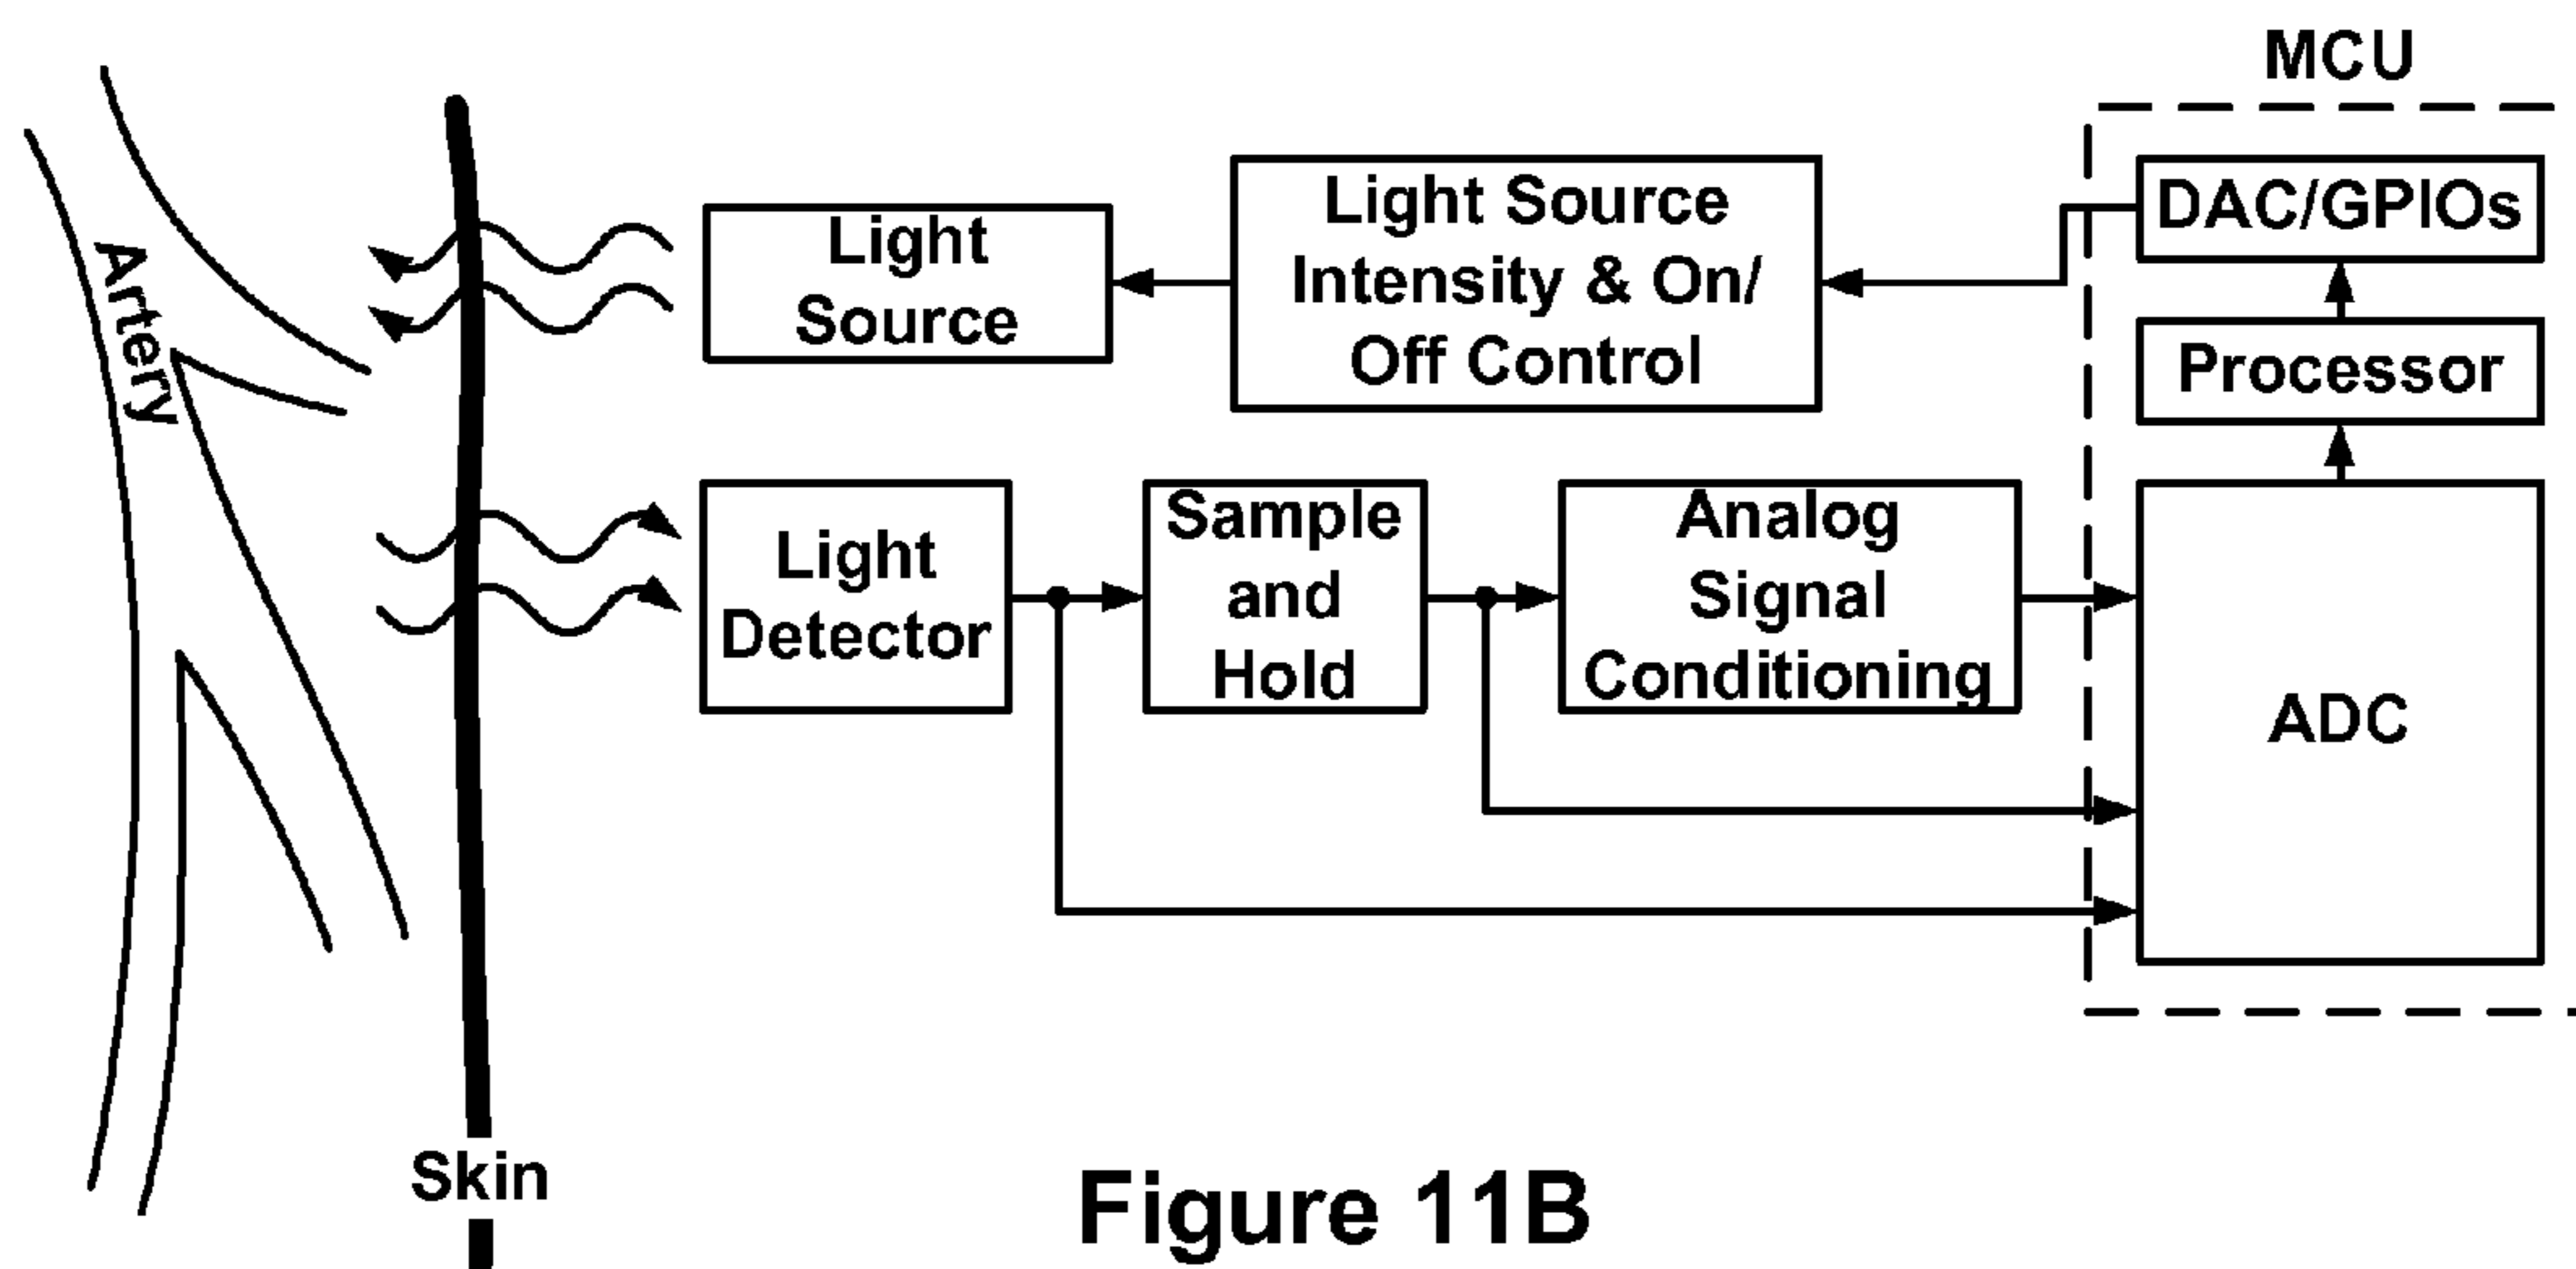 MCU
Artery
Light
Source
Light Source
Intensity & On/
Off Control
DAC/GPIOs
Processor
Light
Detector
Sample
and
Hold
Analog
Signal
Conditioning
ADC
Skin
Figure 11B